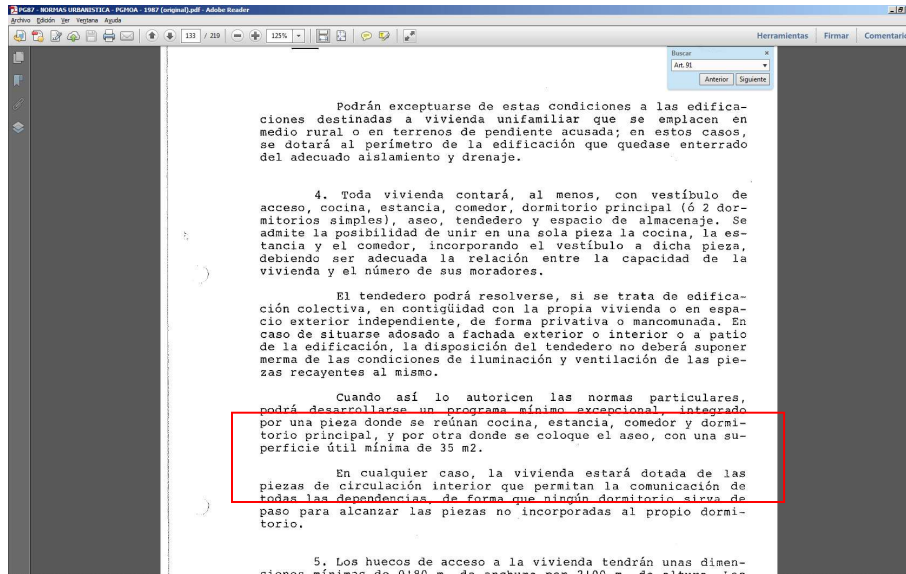 PG87 - NORMAS URBANISTICA - PGMOA - 1987 (original).pdf - Adobe Reader
Archivo Edición Ver Ventana Ayuda
133 / 219 125% Herramientas Firmar Comentario
Buscar
Art. 91
Anterior Siguiente
Podrán exceptuarse de estas condiciones a las edifica-
ciones destinadas a vivienda unifamiliar que se emplacen en
medio rural o en terrenos de pendiente acusada; en estos casos,
se dotará al perímetro de la edificación que quedase enterrado
del adecuado aislamiento y drenaje.
4. Toda vivienda contará, al menos, con vestíbulo de
acceso, cocina, estancia, comedor, dormitorio principal (ó 2 dor-
mitorios simples), aseo, tendedero y espacio de almacenaje. Se
admite la posibilidad de unir en una sola pieza la cocina, la es-
tancia y el comedor, incorporando el vestíbulo a dicha pieza,
debiendo ser adecuada la relación entre la capacidad de la
vivienda y el número de sus moradores.
El tendedero podrá resolverse, si se trata de edifica-
ción colectiva, en contigüidad con la propia vivienda o en espa-
cio exterior independiente, de forma privativa o mancomunada. En
caso de situarse adosado a fachada exterior o interior o a patio
de la edificación, la disposición del tendedero no deberá suponer
merma de las condiciones de iluminación y ventilación de las pie-
zas recayentes al mismo.
Cuando así lo autoricen las normas particulares,
podrá desarrollarse un programa mínimo excepcional, integrado
por una pieza donde se reúnan cocina, estancia, comedor y dormi-
torio principal, y por otra donde se coloque el aseo, con una su-
perficie útil mínima de 35 m2.
En cualquier caso, la vivienda estará dotada de las
piezas de circulación interior que permitan la comunicación de
todas las dependencias, de forma que ningún dormitorio sirva de
paso para alcanzar las piezas no incorporadas al propio dormi-
torio.
5. Los huecos de acceso a la vivienda tendrán unas dimen-
siones mínimas de 0'80 m. de anchura por 2'00 m. de altura. Los